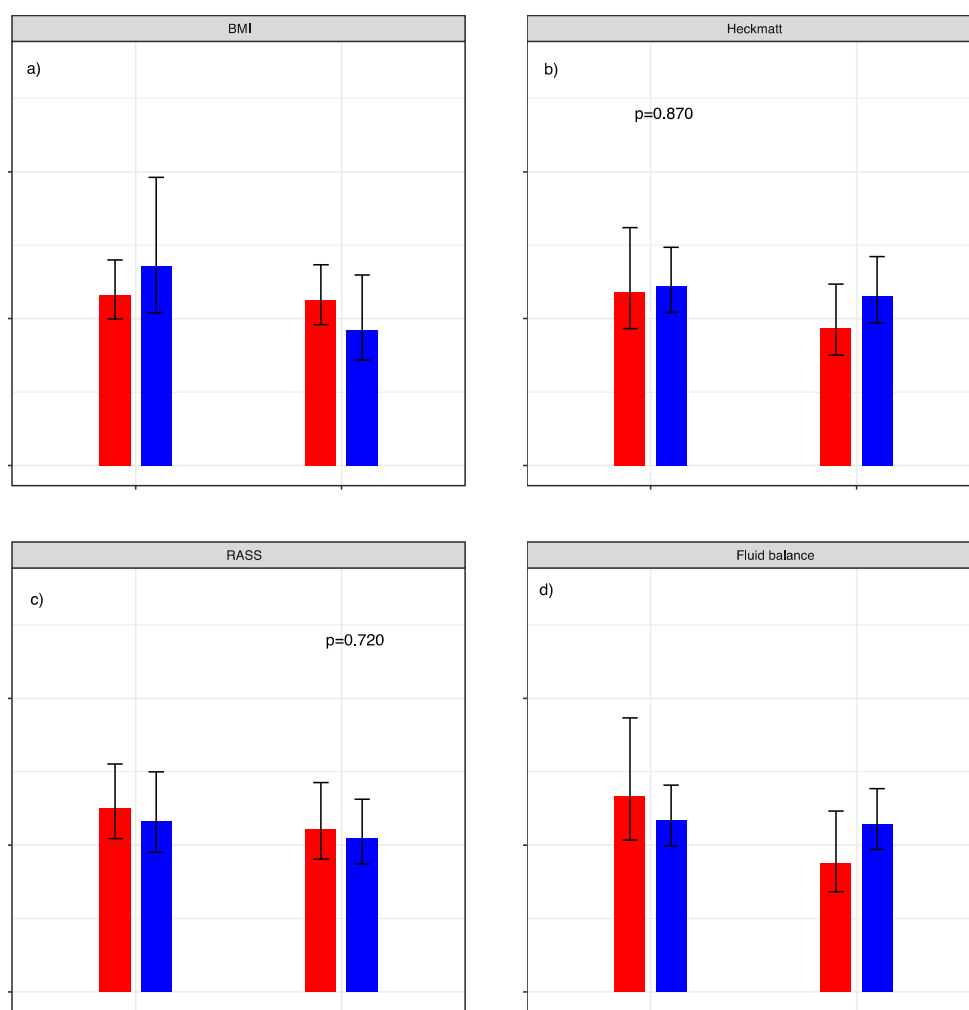 BMI
a)
Heckmatt
b)
p=0.870
RASS
c)
p=0.720
Fluid balance
d)